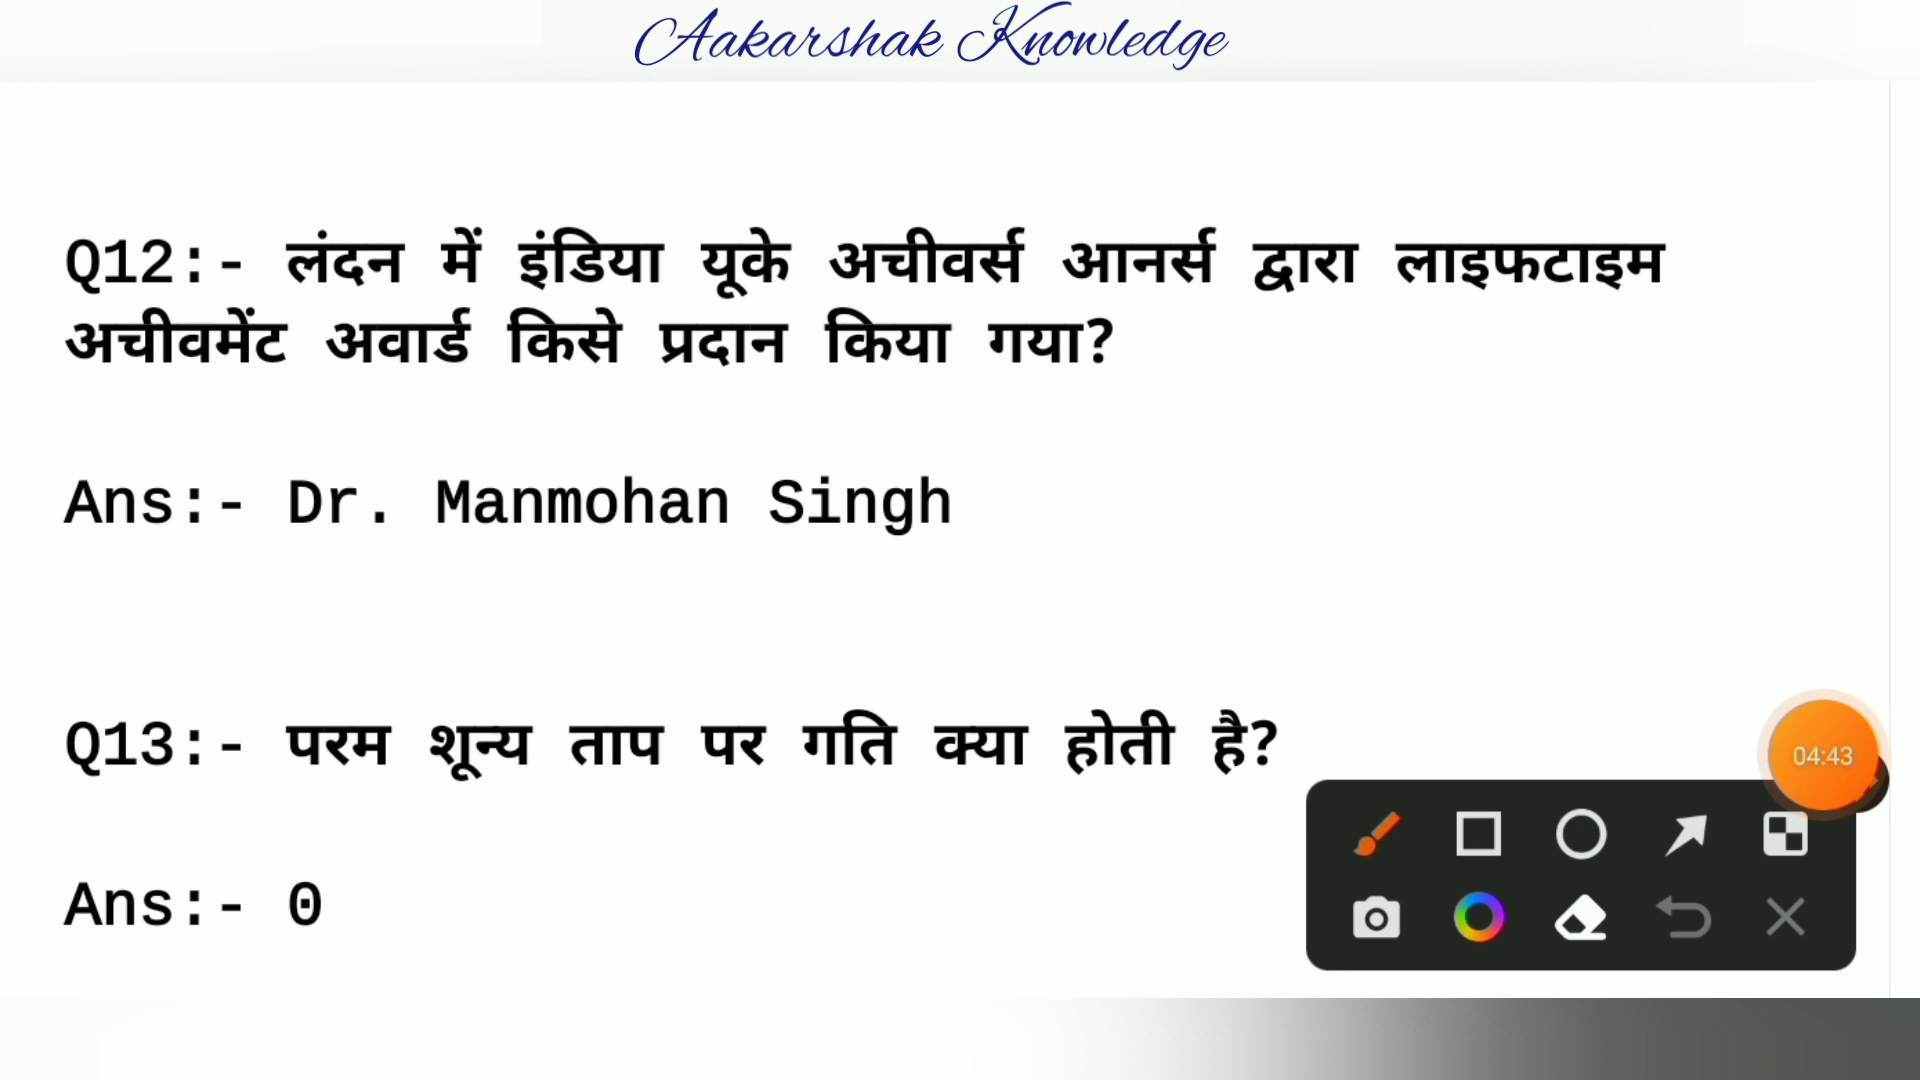 Aakarshak Knowledge
Q12:- लंदन में इंडिया यूके अचीवर्स आनर्स द्वारा लाइफटाइम
अचीवमेंट अवार्ड किसे प्रदान किया गया?
Ans:- Dr. Manmohan Singh
Q13:- परम शून्य ताप पर गति क्या होती है?
04:43
Ans:- 0